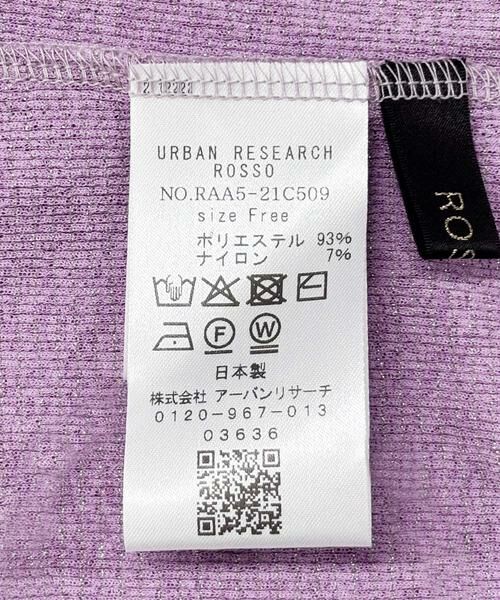 URBAN RESEARCH
ROSSO
NO.RAA5-21C509
size Free
ポリエステル 93%
ナイロン 7%
F W
日本製
株式会社 アーバンリサーチ
0120-967-013
03636
ROS